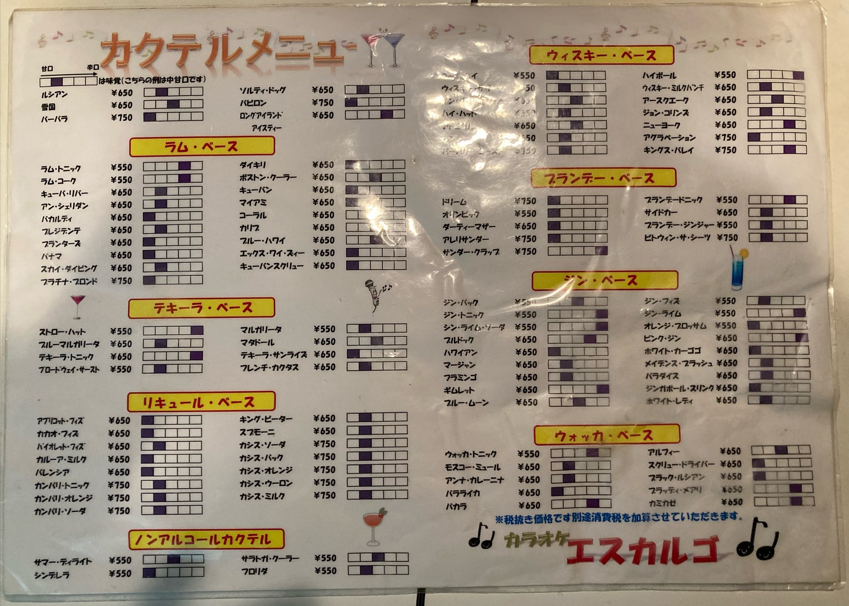 カクテルメニュー
甘口 辛口
は味覚(こちらの例は中甘口です)
ルシアン ¥650
雪国 ¥650
バーバラ ¥750
ソルティ・ドッグ ¥650
バビロン ¥750
ロングアイランド ¥650
アイスティー
ラム・ベース
ラム・トニック ¥550
ラム・コーク ¥550
キューバ・リバー ¥650
アン・シェリダン ¥650
バカルディ ¥650
プレジデンテ ¥650
プランターズ ¥650
パナマ ¥650
スカイ・ダイビング ¥650
プラチナ・ブロンド ¥750
ダイキリ ¥650
ボストン・クーラー ¥650
キューバン ¥650
マイアミ ¥650
コーラル ¥650
カリブ ¥650
ブルー・ハワイ ¥650
エックス・ワイ・ズィー ¥650
キューバンスクリュー ¥650
テキーラ・ベース
ストロー・ハット ¥550
ブルーマルガリータ ¥650
テキーラ・トニック ¥550
ブロードウェイ・サースト ¥550
マルガリータ ¥550
マタドール ¥650
テキーラ・サンライズ ¥650
フレンチ・カクタス ¥650
リキュール・ベース
アプリコット・フィズ ¥650
カカオ・フィズ ¥650
バイオレット・フィズ ¥650
カルーア・ミルク ¥650
バレンシア ¥650
カンパリ・トニック ¥750
カンパリ・オレンジ ¥750
カンパリ・ソーダ ¥750
キング・ピーター ¥650
スプモーニ ¥650
カシス・ソーダ ¥750
カシス・バック ¥750
カシス・オレンジ ¥750
カシス・ウーロン ¥750
カシス・ミルク ¥750
ノンアルコールカクテル
サマー・ディライト ¥550
シンデレラ ¥550
サラトガ・クーラー ¥550
フロリダ ¥550
ウィスキー・ベース
¥550
ハイ・ハット
ハイボール ¥550
ウィスキー・ミルクパンチ ¥650
アースクエーク ¥650
ジョン・コリンズ ¥650
ニューヨーク ¥650
アグラベーション ¥750
キングス・バレイ ¥750
ブランデー・ベース
ドリーム ¥750
オリンピック ¥550
ダーティーマザー ¥650
アレキサンダー ¥650
サンダー・クラップ ¥750
ブランデートニック ¥550
サイドカー ¥650
ブランデー・ジンジャー ¥550
ビトウィン・ザ・シーツ ¥750
ジン・ベース
ジン・バック ¥550
ジン・トニック ¥550
ジン・ライム・ソーダ ¥550
ブルドック ¥550
ハワイアン ¥650
マージャン ¥650
フラミンゴ ¥650
ギムレット ¥650
ブルー・ムーン ¥650
ジン・フィズ ¥550
ジン・ライム ¥550
オレンジ・ブロッサム ¥550
ピンク・ジン ¥550
ホワイト・カーゴ ¥650
メイデンス・ブラッシュ ¥650
パラダイス ¥650
シンガポール・スリング ¥650
ホワイト・レディ ¥650
ウォッカ・ベース
ウォッカ・トニック ¥550
モスコー・ミュール ¥550
アンナ・カレーニナ ¥650
バラライカ ¥650
バカラ ¥650
アルフィー ¥650
スクリュー・ドライバー ¥650
ブラック・ルシアン ¥650
ブラッディ・メアリ ¥650
カミカゼ ¥650
※税抜き価格です別途消費税を加算させていただきます。
カラオケ エスカルゴ